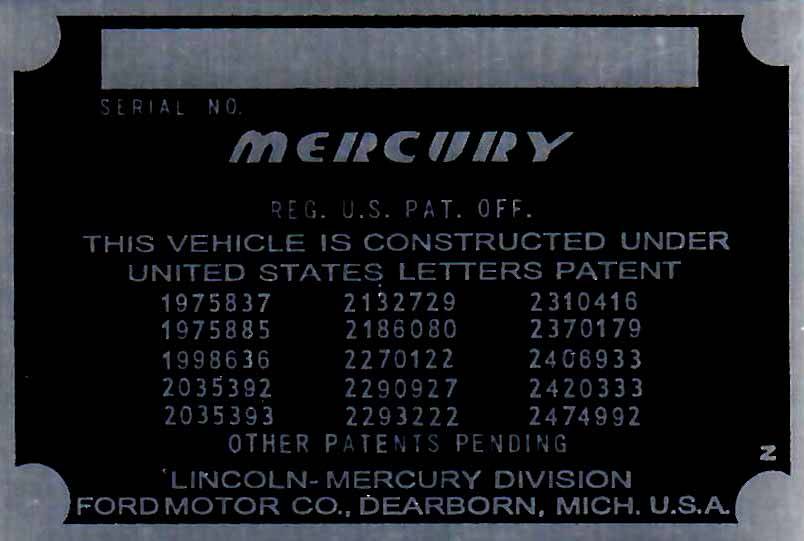 SERIAL NO.
MERCURY
REG. U.S. PAT. OFF.
THIS VEHICLE IS CONSTRUCTED UNDER
UNITED STATES LETTERS PATENT
1975837 2132729 2310416
1975885 2186080 2370179
1998636 2270122 2406933
2035392 2290927 2420333
2035393 2293222 2474992
OTHER PATENTS PENDING
Z
LINCOLN-MERCURY DIVISION
FORD MOTOR CO., DEARBORN, MICH. U.S.A.